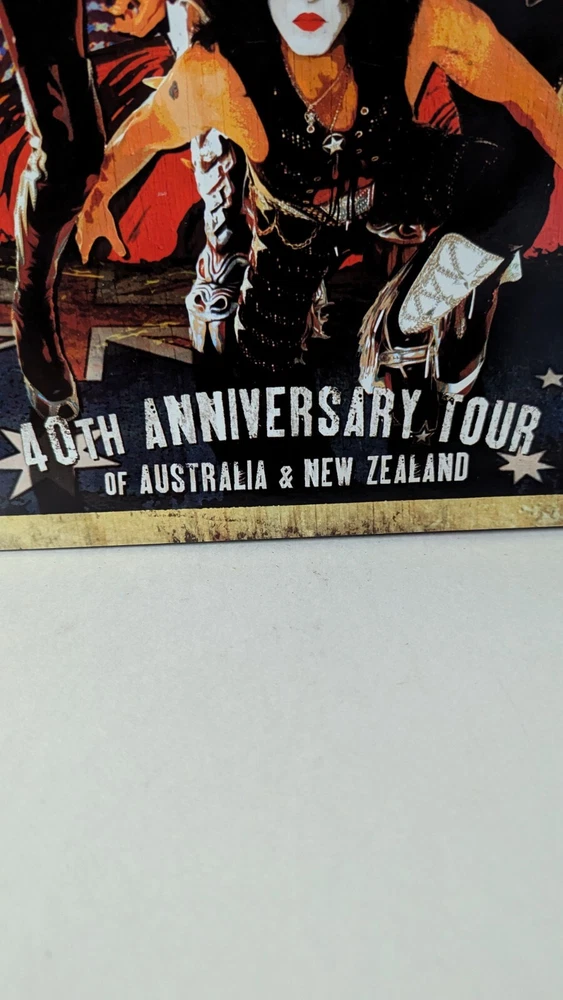 40TH ANNIVERSARY TOUR
OF AUSTRALIA & NEW ZEALAND